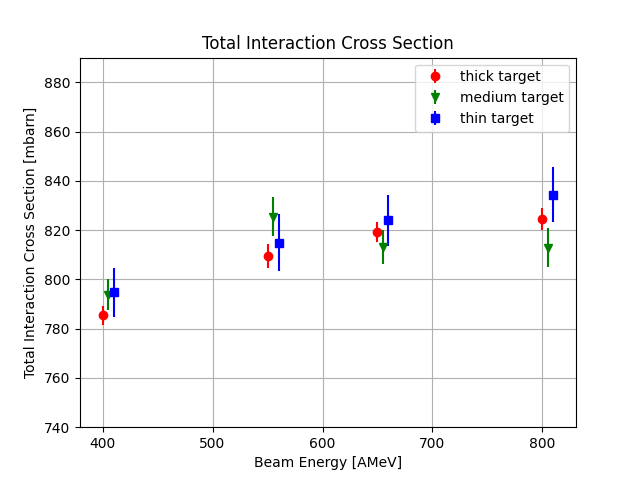 Total Interaction Cross Section
thick target
medium target
thin target
Total Interaction Cross Section [mbarn]
880
860
840
820
800
780
760
740
400
500
600
700
800
Beam Energy [AMeV]